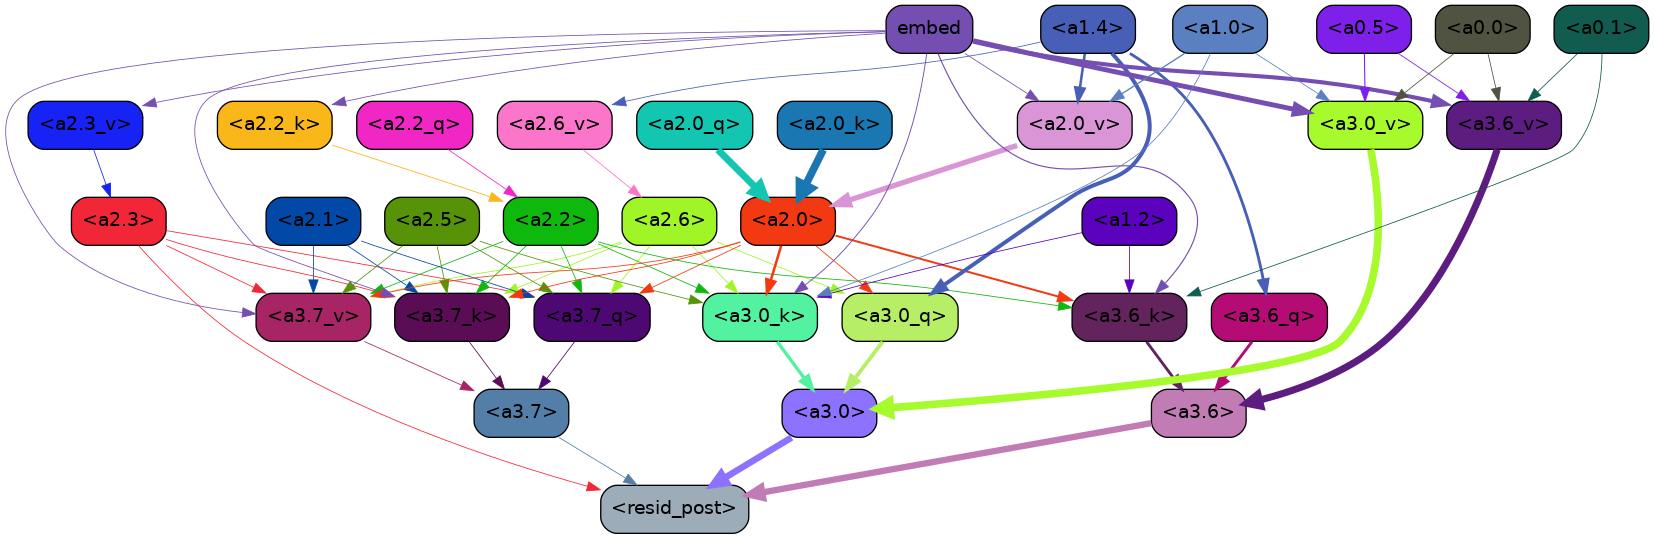 embed
<a1.4>
<a1.0>
<a0.5>
<a0.0>
<a0.1>
<a2.3_v>
<a2.2_k>
<a2.2_q>
<a2.6_v>
<a2.0_q>
<a2.0_k>
<a2.0_v>
<a3.0_v>
<a3.6_v>
<a2.3>
<a2.1>
<a2.5>
<a2.2>
<a2.6>
<a2.0>
<a1.2>
<a3.7_v>
<a3.7_k>
<a3.7_q>
<a3.0_k>
<a3.0_q>
<a3.6_k>
<a3.6_q>
<a3.7>
<a3.0>
<a3.6>
<resid_post>